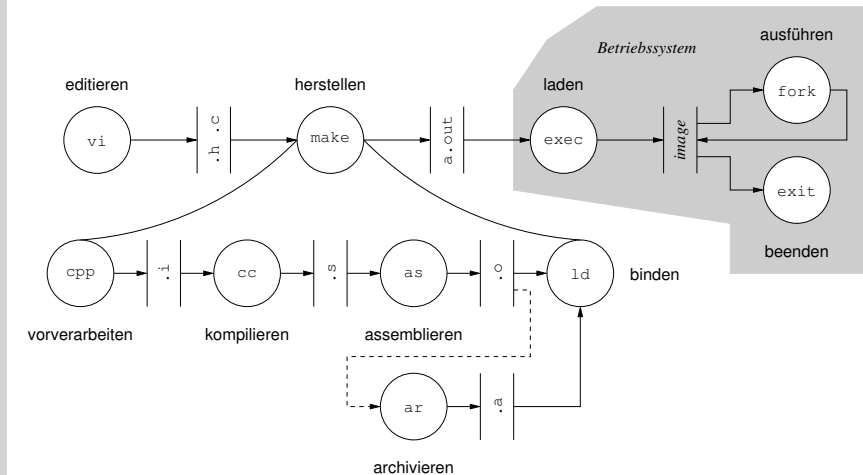 Betriebssystem
ausführen
editieren
herstellen
laden
vi
.h .c
make
a.out
exec
image
fork
exit
beenden
cpp
.i
cc
.s
as
.o
ld
binden
vorverarbeiten
kompilieren
assemblieren
ar
.a
archivieren